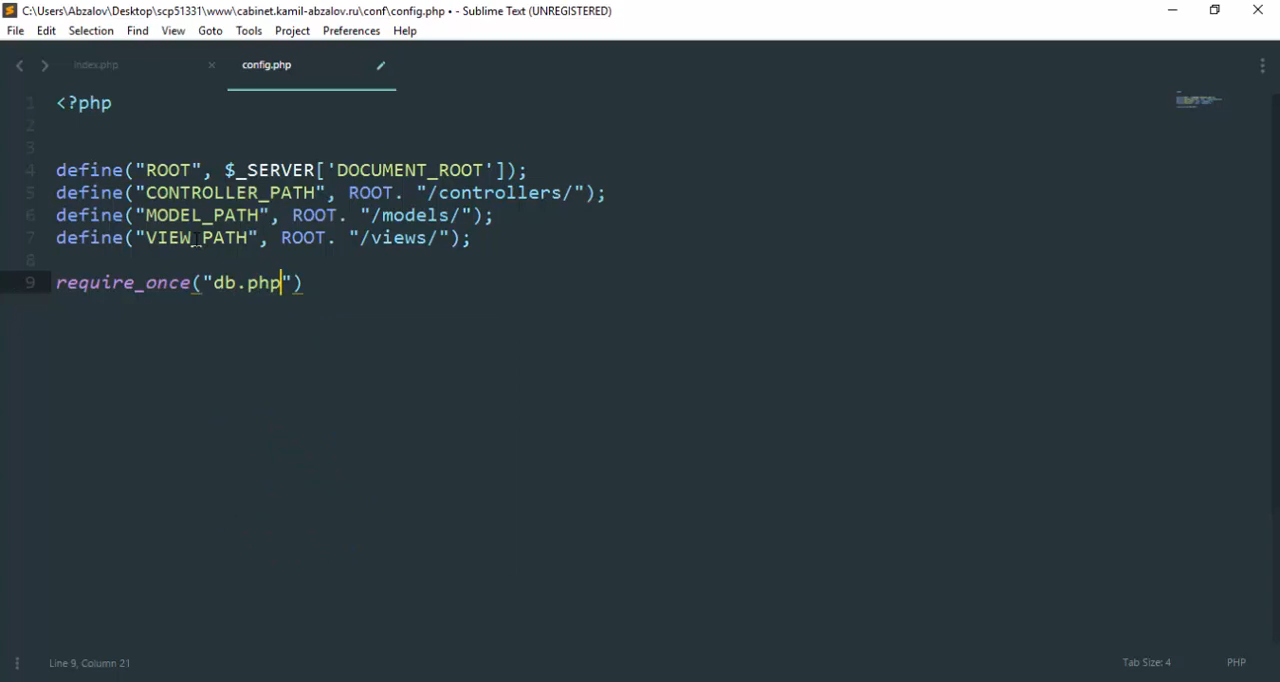 C:\Users\Abzalov\Desktop\scp51331\www\cabinet.kamil-abzalov.ru\conf\config.php • - Sublime Text (UNREGISTERED)
File Edit Selection Find View Goto Tools Project Preferences Help
index.php config.php
1 <?php
2
3
4 define("ROOT", $_SERVER['DOCUMENT_ROOT']);
5 define("CONTROLLER_PATH", ROOT. "/controllers/");
6 define("MODEL_PATH", ROOT. "/models/");
7 define("VIEW_PATH", ROOT. "/views/");
8
9 require_once("db.php")
Line 9, Column 21 Tab Size: 4 PHP